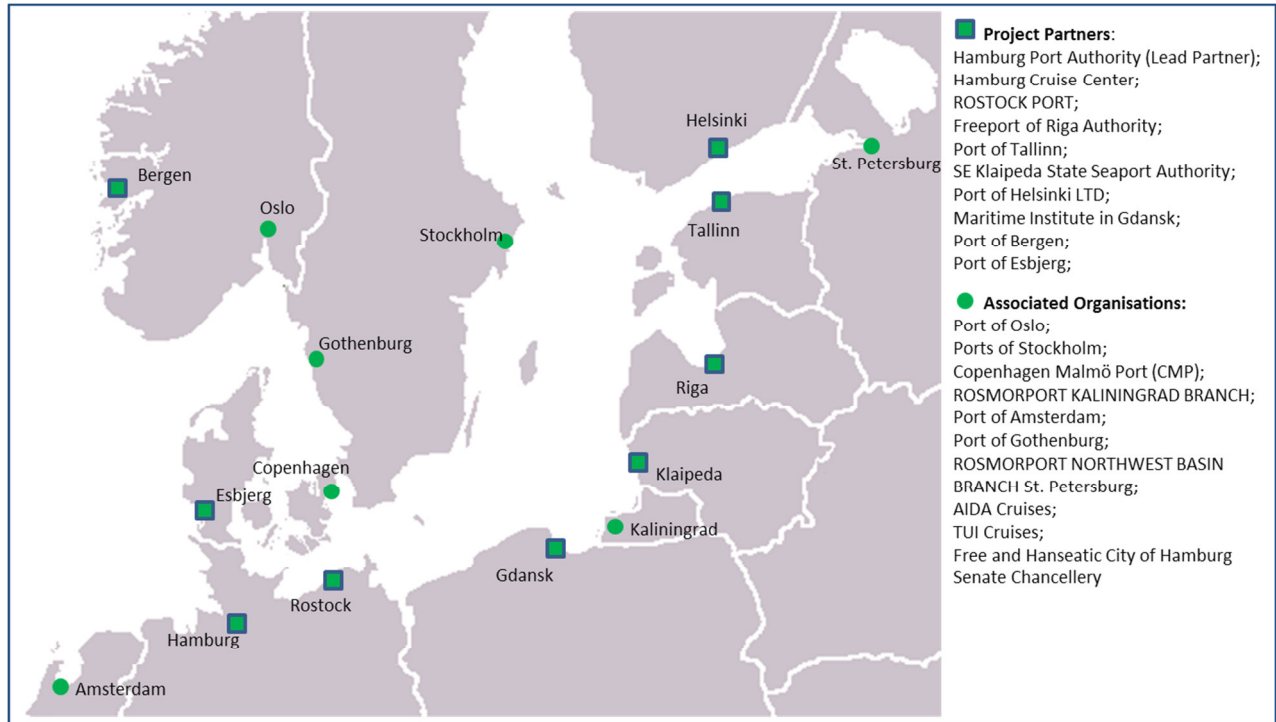 Project Partners:
Hamburg Port Authority (Lead Partner);
Hamburg Cruise Center;
ROSTOCK PORT;
Freeport of Riga Authority;
Port of Tallinn;
SE Klaipeda State Seaport Authority;
Port of Helsinki LTD;
Maritime Institute in Gdansk;
Port of Bergen;
Port of Esbjerg;
Associated Organisations:
Port of Oslo;
Ports of Stockholm;
Copenhagen Malmö Port (CMP);
ROSMORPORT KALININGRAD BRANCH;
Port of Amsterdam;
Port of Gothenburg;
ROSMORPORT NORTHWEST BASIN
BRANCH St. Petersburg;
AIDA Cruises;
TUI Cruises;
Free and Hanseatic City of Hamburg
Senate Chancellery
Helsinki
St. Petersburg
Bergen
Oslo
Stockholm
Tallinn
Gothenburg
Riga
Copenhagen
Esbjerg
Klaipeda
Kaliningrad
Gdansk
Rostock
Hamburg
Amsterdam